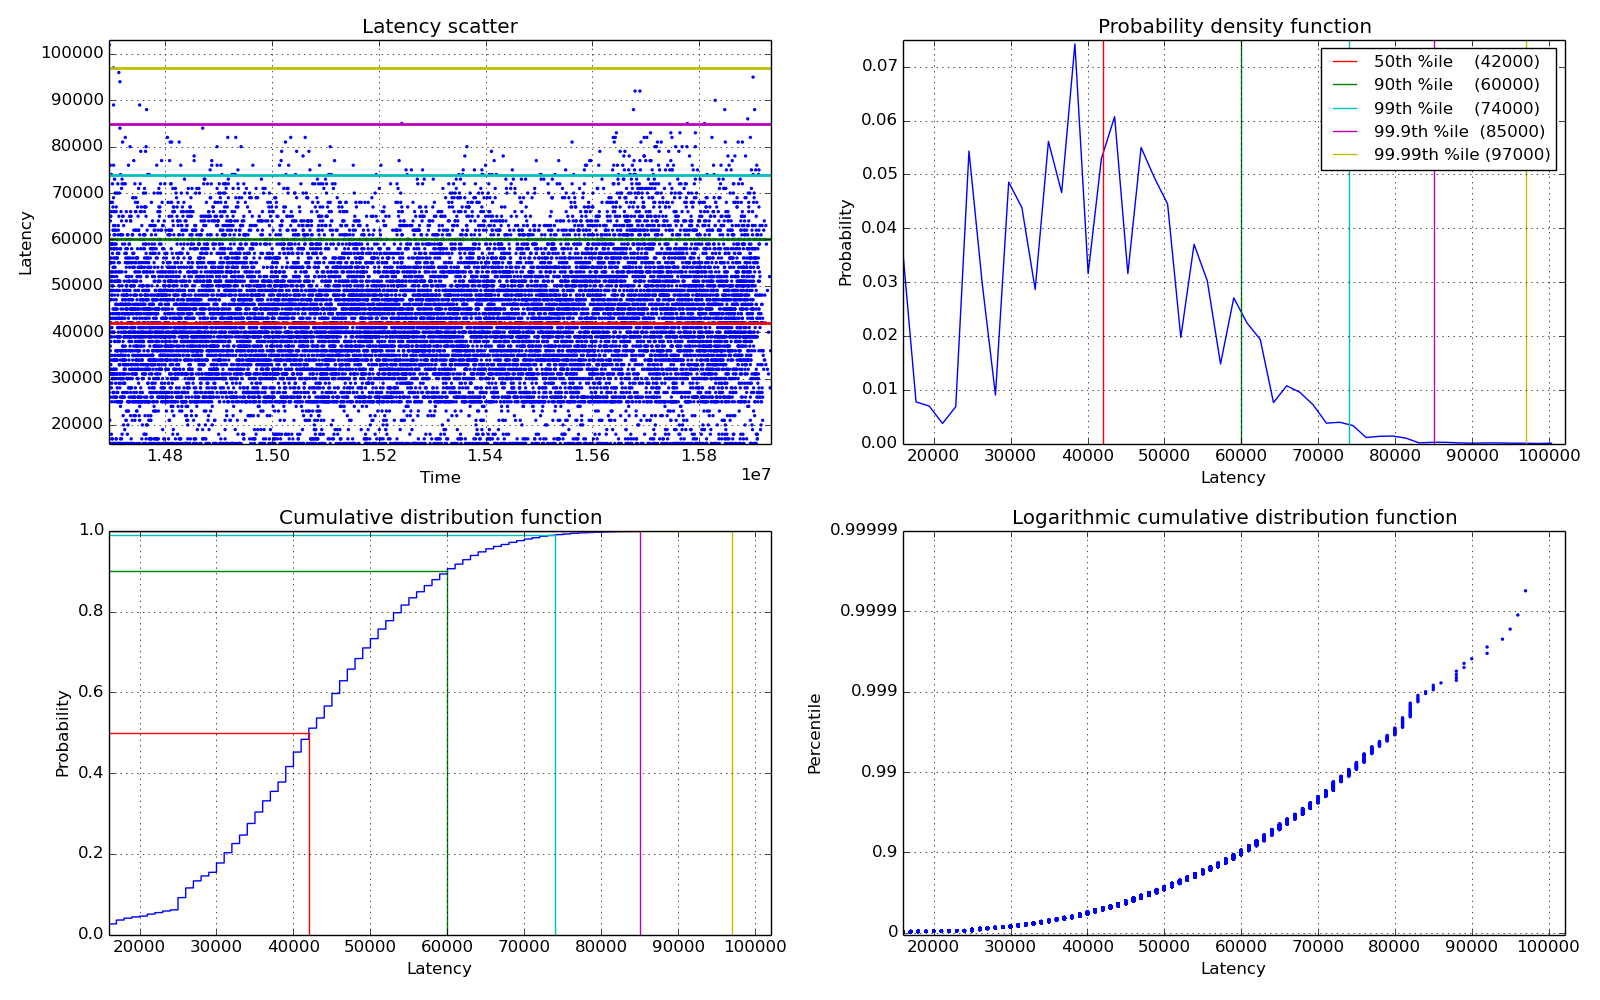 Latency scatter
100000
90000
80000
70000
60000
50000
40000
30000
20000
Latency
1.48 1.50 1.52 1.54 1.56 1.58
1e7
Time
Probability density function
0.07
0.06
0.05
0.04
0.03
0.02
0.01
0.00
Probability
50th %ile (42000)
90th %ile (60000)
99th %ile (74000)
99.9th %ile (85000)
99.99th %ile (97000)
20000 30000 40000 50000 60000 70000 80000 90000 100000
Latency
Cumulative distribution function
1.0
0.8
0.6
0.4
0.2
0.0
Probability
20000 30000 40000 50000 60000 70000 80000 90000 100000
Latency
Logarithmic cumulative distribution function
0.99999
0.9999
0.999
0.99
0.9
0
Percentile
20000 30000 40000 50000 60000 70000 80000 90000 100000
Latency